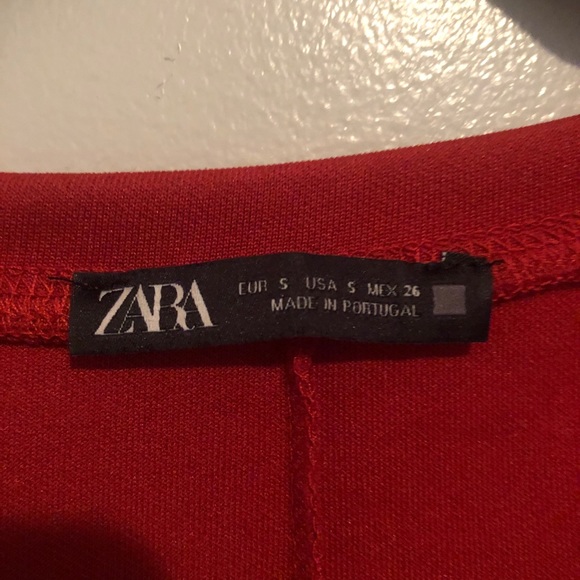 ZARA
EUR S USA S MEX 26
MADE IN PORTUGAL